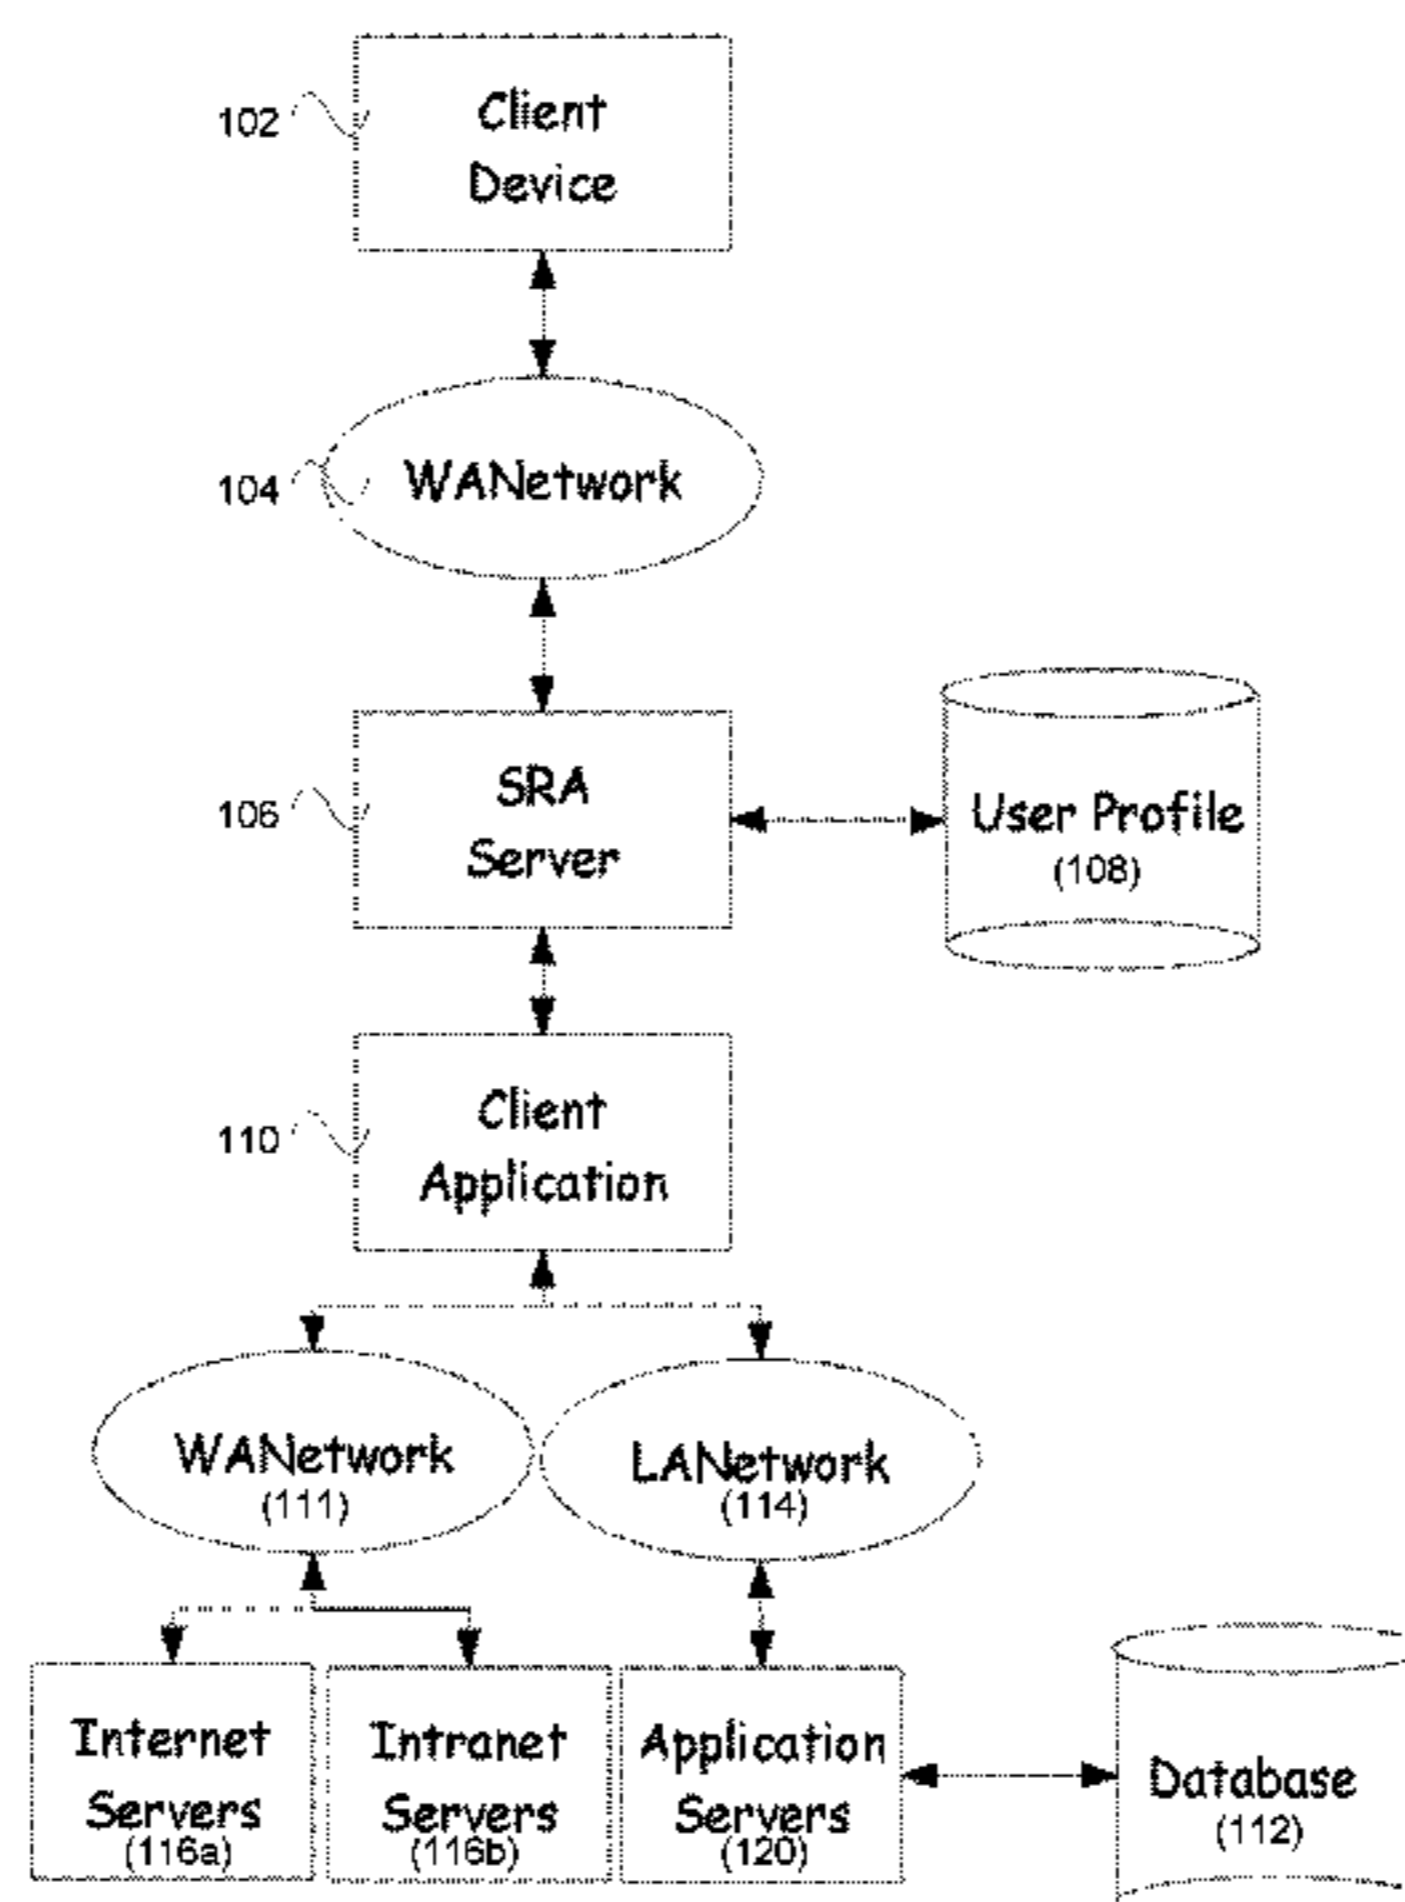 102
Client
Device
104
WANetwork
106
SRA
Server
User Profile
(108)
110
Client
Application
WANetwork
(111)
LANetwork
(114)
Internet
Servers
(116a)
Intranet
Servers
(116b)
Application
Servers
(120)
Database
(112)